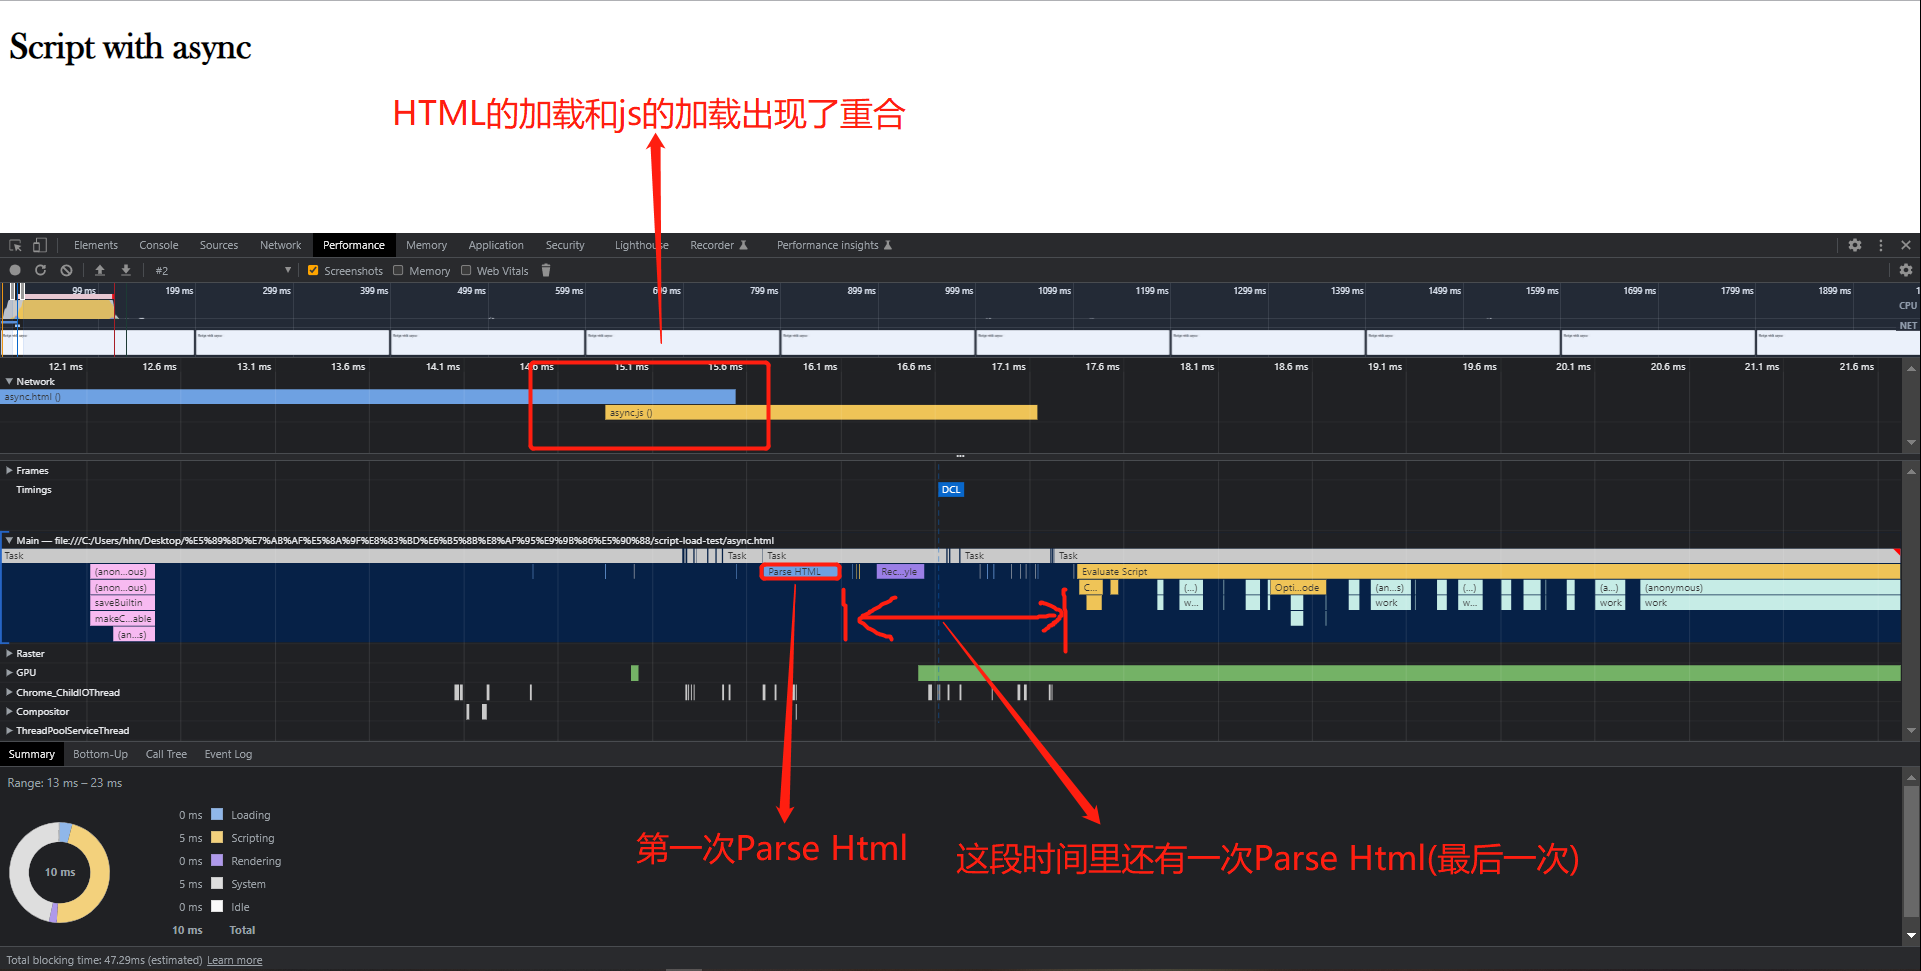 Script with async
HTML的加载和js的加载出现了重合
Elements Console Sources Network Performance Memory Application Security Lighthouse Recorder Performance insights
#2 Screenshots Memory Web Vitals
99 ms 199 ms 299 ms 399 ms 499 ms 599 ms 699 ms 799 ms 899 ms 999 ms 1099 ms 1199 ms 1299 ms 1399 ms 1499 ms 1599 ms 1699 ms 1799 ms 1899 ms
CPU
NET
12.1 ms 12.6 ms 13.1 ms 13.6 ms 14.1 ms 14.6 ms 15.1 ms 15.6 ms 16.1 ms 16.6 ms 17.1 ms 17.6 ms 18.1 ms 18.6 ms 19.1 ms 19.6 ms 20.1 ms 20.6 ms 21.1 ms 21.6 ms
Network
async.html ()
async.js ()
Frames
Timings DCL
Main — file:///C:/Users/hhn/Desktop/%E5%89%8D%E7%AB%AF%E5%8A%9F%E8%83%BD%E6%B5%8B%E8%AF%95%E9%9B%86%E5%90%88/script-load-test/async.html
Task Task Task Task Task
(anon...ous) Parse HTML Rec...yle Evaluate Script
(anon...ous) C... (...) Opti...ode (an...s) (...) (a...) (anonymous)
saveBuiltin w... work w... work work
makeC...able
(an...s)
Raster
GPU
Chrome_ChildIOThread
Compositor
ThreadPoolServiceThread
Summary Bottom-Up Call Tree Event Log
Range: 13 ms – 23 ms
0 ms Loading
5 ms Scripting
0 ms Rendering
5 ms System
0 ms Idle
10 ms Total
10 ms
第一次Parse Html
这段时间里还有一次Parse Html(最后一次)
Total blocking time: 47.29ms (estimated) Learn more